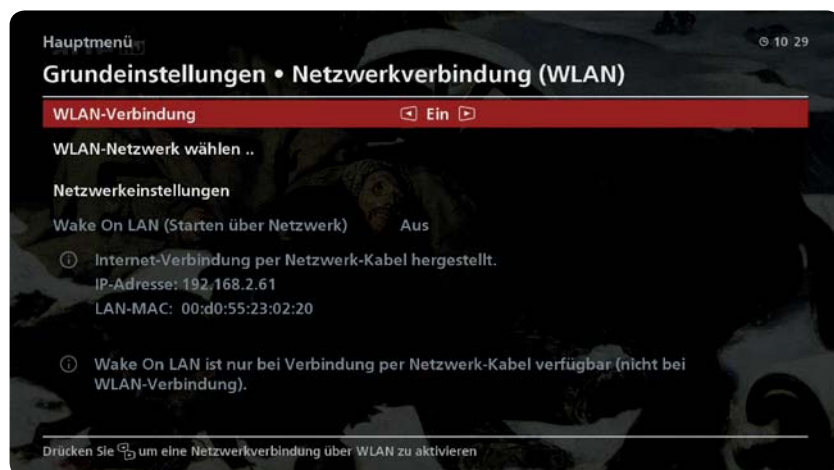 Hauptmenü
10 29
Grundeinstellungen • Netzwerkverbindung (WLAN)
WLAN-Verbindung Ein
WLAN-Netzwerk wählen ..
Netzwerkeinstellungen
Wake On LAN (Starten über Netzwerk) Aus
Internet-Verbindung per Netzwerk-Kabel hergestellt.
IP-Adresse: 192.168.2.61
LAN-MAC: 00:d0:55:23:02:20
Wake On LAN ist nur bei Verbindung per Netzwerk-Kabel verfügbar (nicht bei
WLAN-Verbindung).
Drücken Sie um eine Netzwerkverbindung über WLAN zu aktivieren